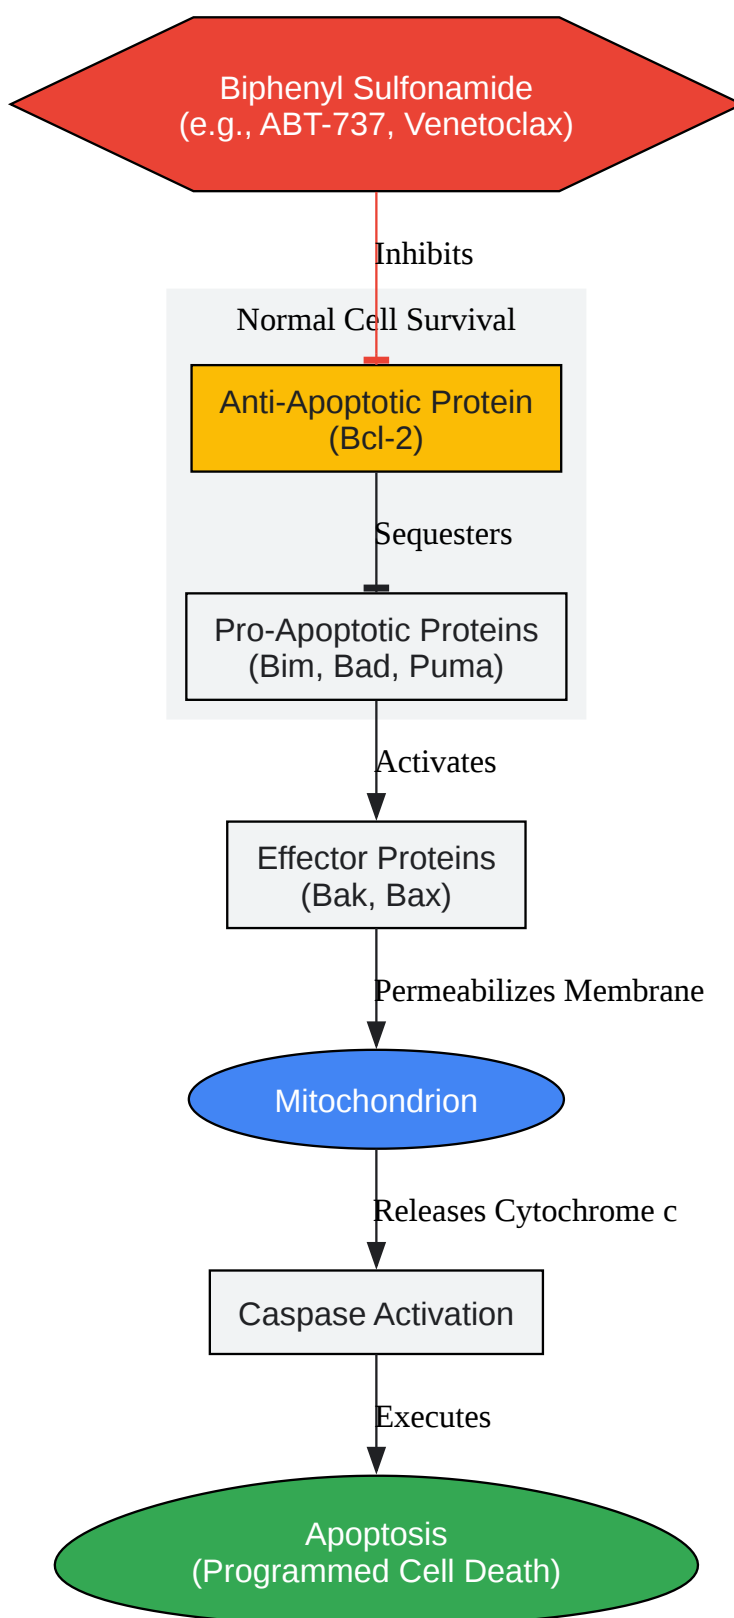 Biphenyl Sulfonamide
(e.g., ABT-737, Venetoclax)
Inhibits
Normal Cell Survival
Anti-Apoptotic Protein
(Bcl-2)
Sequesters
Pro-Apoptotic Proteins
(Bim, Bad, Puma)
Activates
Effector Proteins
(Bak, Bax)
Permeabilizes Membrane
Mitochondrion
Releases Cytochrome c
Caspase Activation
Executes
Apoptosis
(Programmed Cell Death)